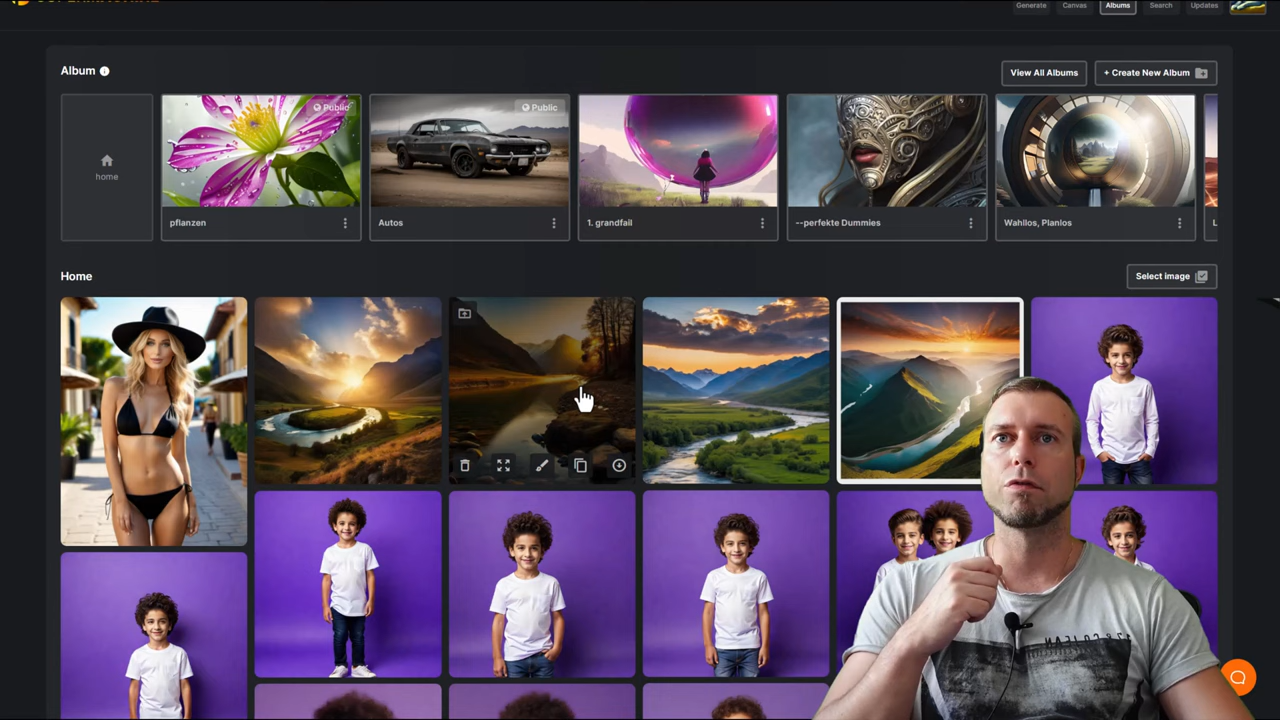 Generate
Canvas
Albums
Search
Updates
Album
View All Albums
+ Create New Album
home
Public
Public
pflanzen
Autos
1. grandfail
--perfekte Dummies
Wahllos, Planlos
Home
Select image